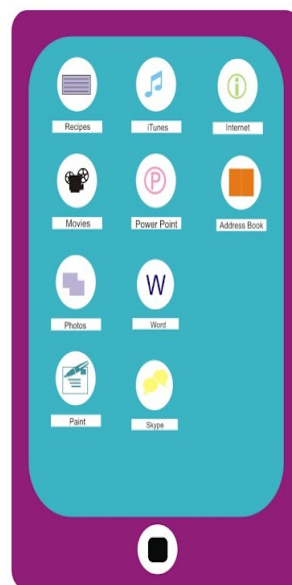 Recipes iTunes Internet
P
Movies Power Point Address Book
W
Photos Word
Paint Skype